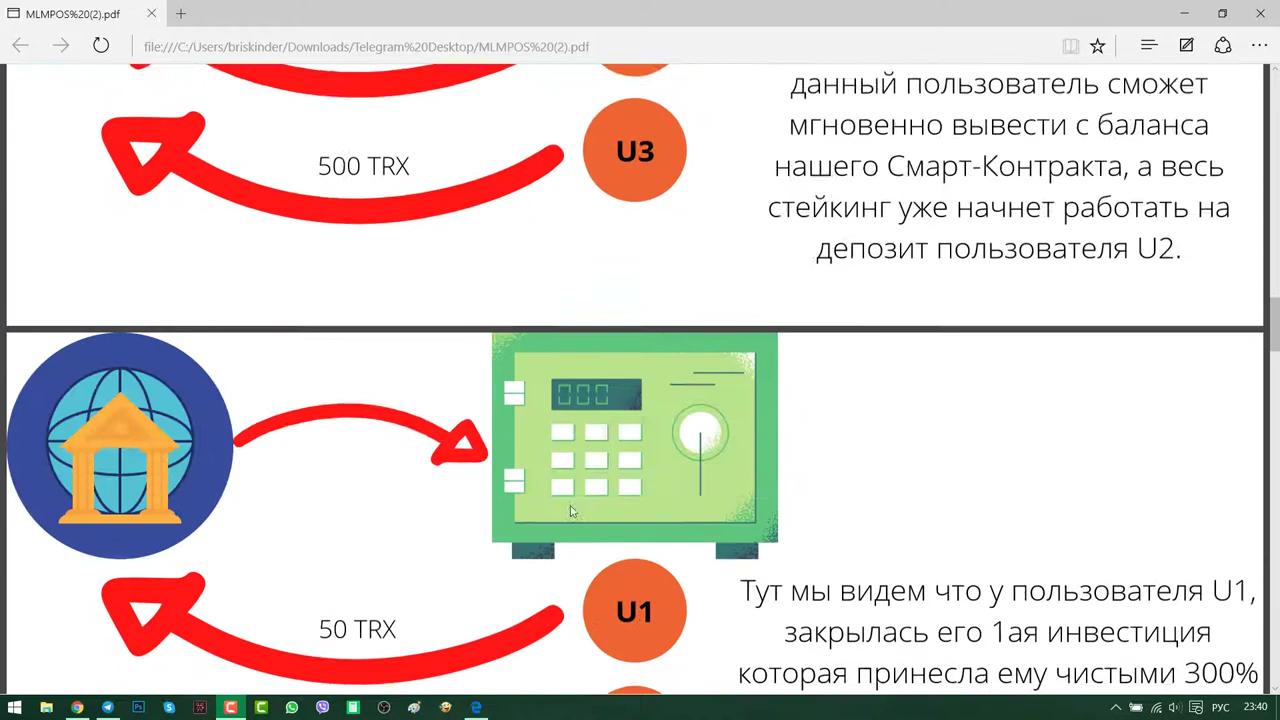 MLMPOS%20(2).pdf
file:///C:/Users/briskinder/Downloads/Telegram%20Desktop/MLMPOS%20(2).pdf
данный пользователь сможет
мгновенно вывести с баланса
нашего Смарт-Контракта, а весь
стейкинг уже начнет работать на
депозит пользователя U2.
500 TRX
U3
000
50 TRX
U1
Тут мы видем что у пользователя U1,
закрылась его 1ая инвестиция
которая принесла ему чистыми 300%
РУС
23:40